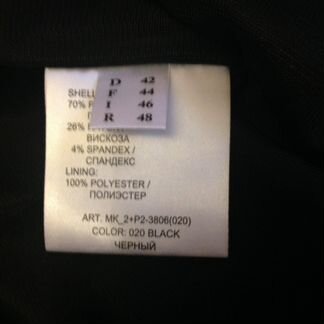 D 42
F 44
I 46
R 48
SHELL
70%
26%
ВИСКОЗА
4% SPANDEX /
СПАНДЕКС
LINING:
100% POLYESTER /
ПОЛИЭСТЕР
ART. MK_2+P2-3806(020)
COLOR: 020 BLACK
ЧЕРНЫЙ